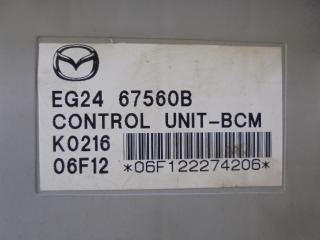 EG24 67560B
CONTROL UNIT-BCM
K0216
06F12 *06F122274206*